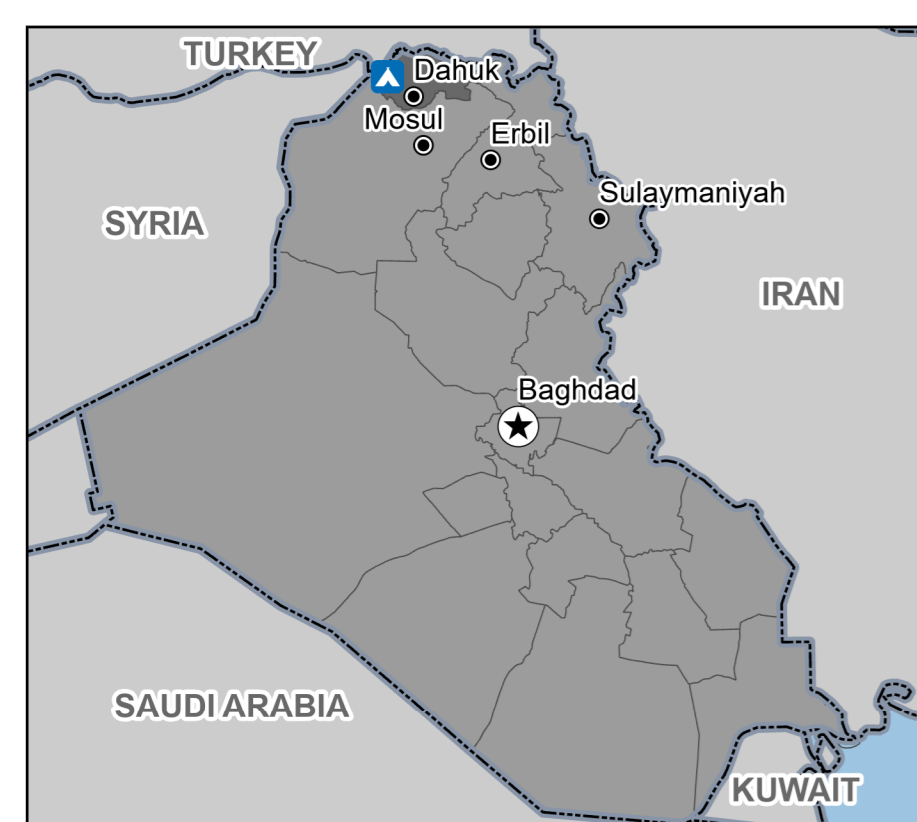 TURKEY
Dahuk
Mosul
Erbil
Sulaymaniyah
SYRIA
IRAN
Baghdad
SAUDI ARABIA
KUWAIT